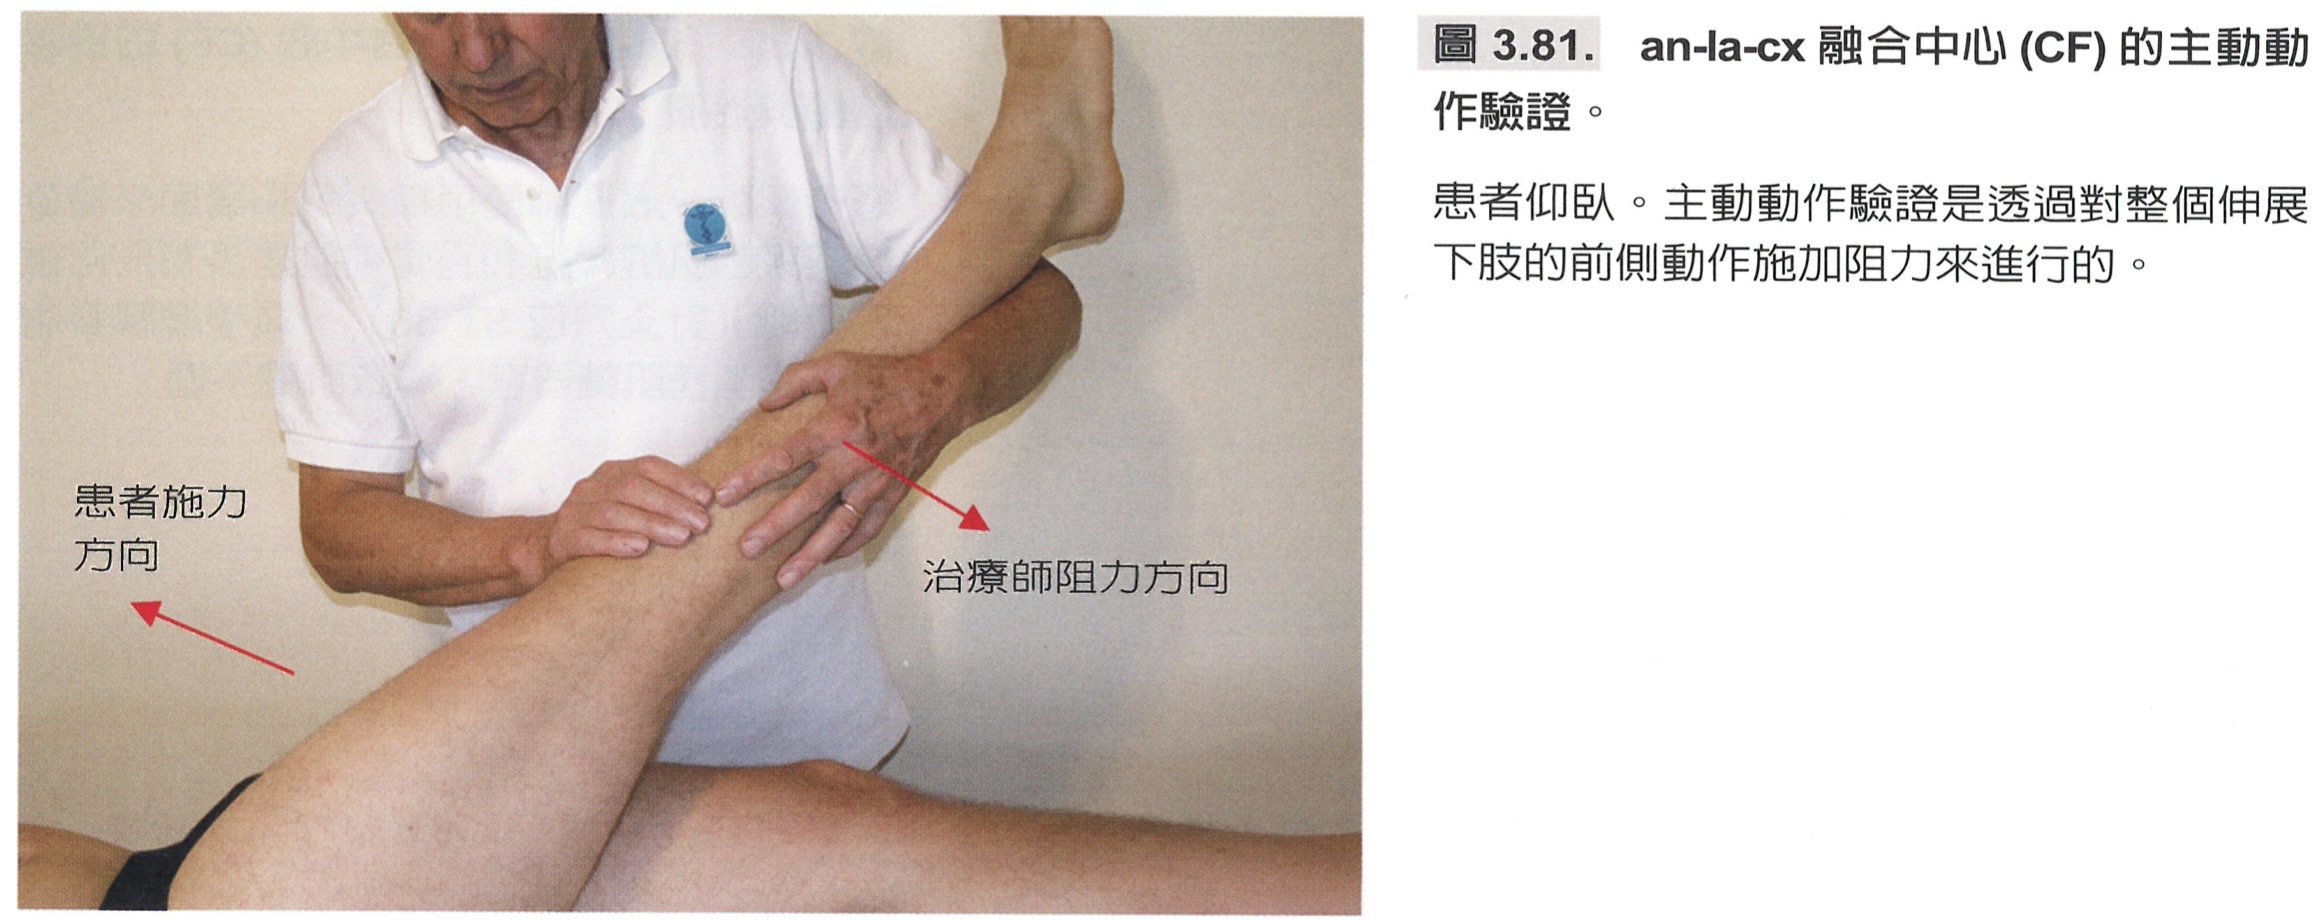 圖 3.81. an-la-cx 融合中心 (CF) 的主動動
作驗證。
患者仰臥。主動動作驗證是透過對整個伸展
下肢的前側動作施加阻力來進行的。
患者施力
方向
治療師阻力方向